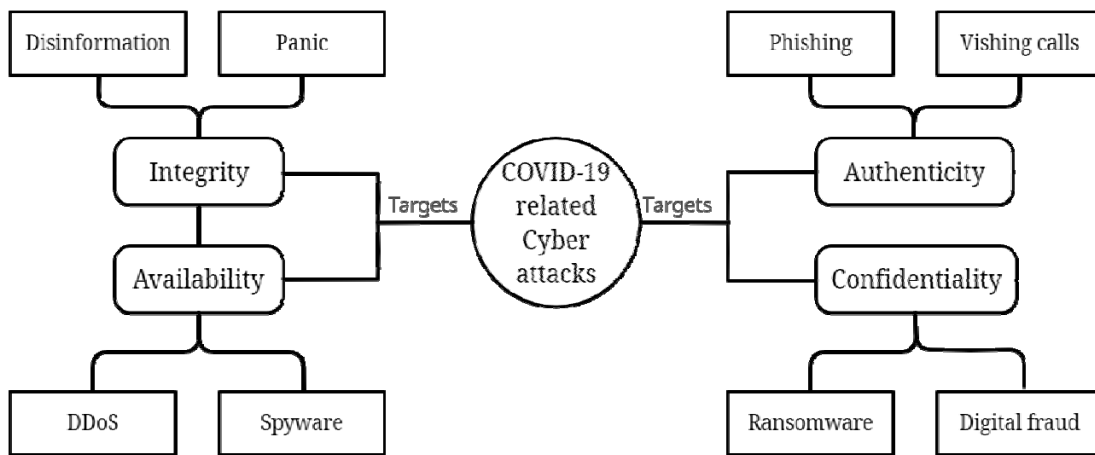 Disinformation
Panic
Phishing
Vishing calls
Integrity
Authenticity
Targets
COVID-19
related
Cyber
attacks
Targets
Availability
Confidentiality
DDoS
Spyware
Ransomware
Digital fraud